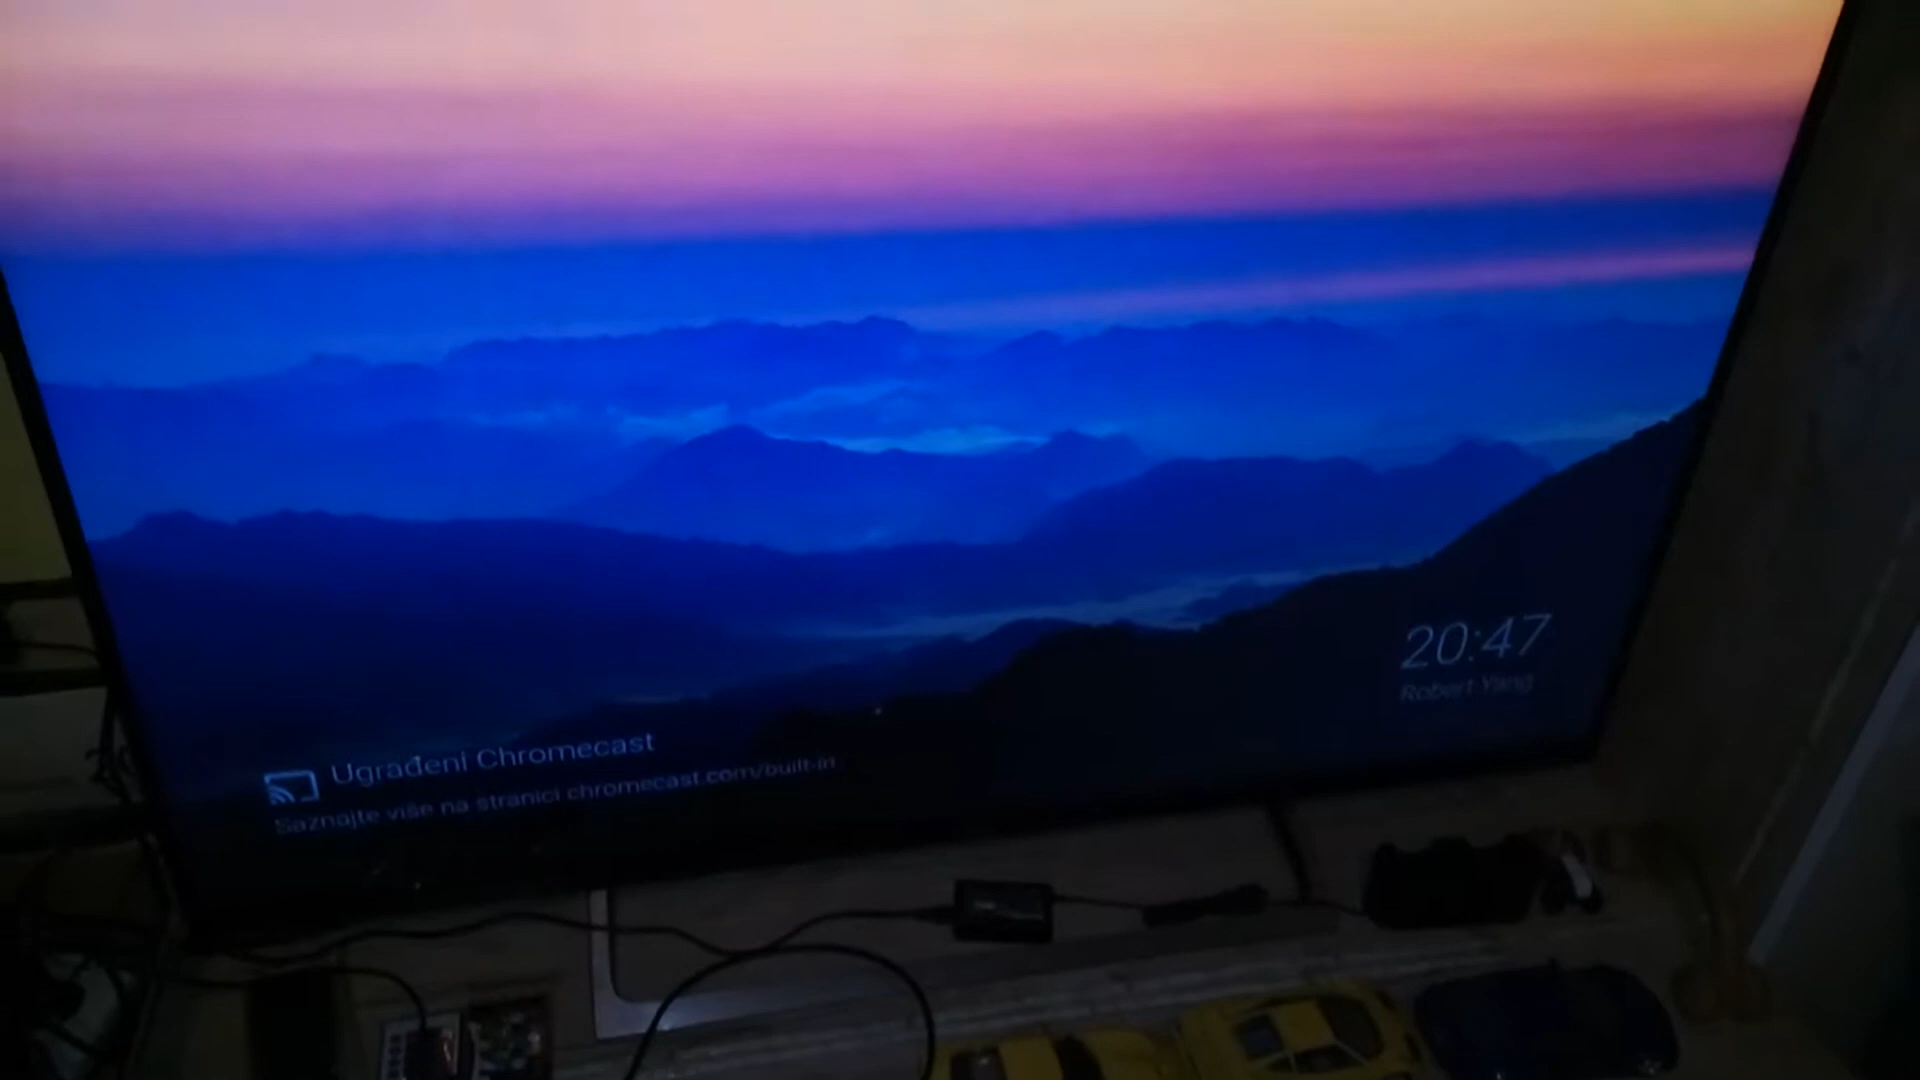 20:47
Robert Yang
Ugrađeni Chromecast
Saznajte više na stranici chromecast.com/built-in